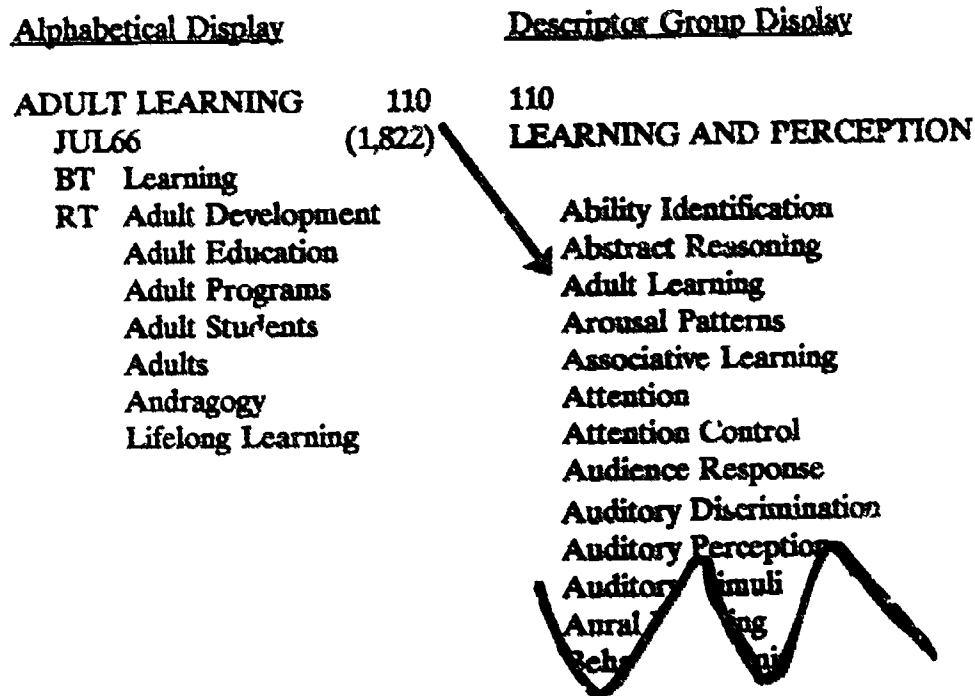 Alphabetical Display
ADULT LEARNING 110
JUL66 (1,822)
BT Learning
RT Adult Development
Adult Education
Adult Programs
Adult Students
Adults
Andragogy
Lifelong Learning
Descriptor Group Display
110
LEARNING AND PERCEPTION
Ability Identification
Abstract Reasoning
Adult Learning
Arousal Patterns
Associative Learning
Attention
Attention Control
Audience Response
Auditory Discrimination
Auditory Perception
Auditory
Aural